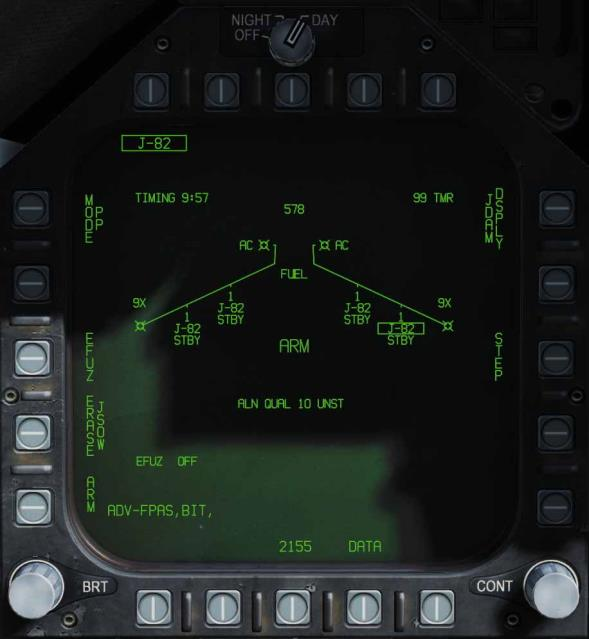 NIGHT DAY
OFF
J-82
TIMING 9:57
99 TMR
578
MODE
PP
JDAM
DSPLY
AC
AC
FUEL
9X
9X
1
J-82
STBY
1
J-82
STBY
1
J-82
STBY
1
J-82
STBY
ARM
EFUZ
STEP
ALN QUAL 10 UNST
ERASE
JSOW
EFUZ OFF
ARM
ADV-FPAS,BIT,
2155
DATA
BRT
CONT